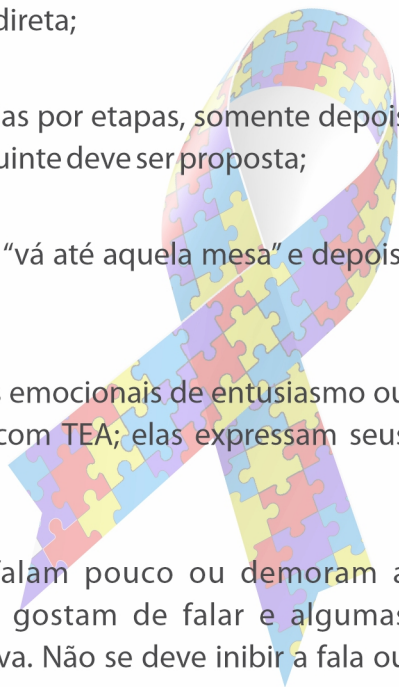 direta;
as por etapas, somente depois
uinte deve ser proposta;
“vá até aquela mesa” e depois
s emocionais de entusiasmo ou
com TEA; elas expressam seus
falam pouco ou demoram a
gostam de falar e algumas
va. Não se deve inibir a fala ou